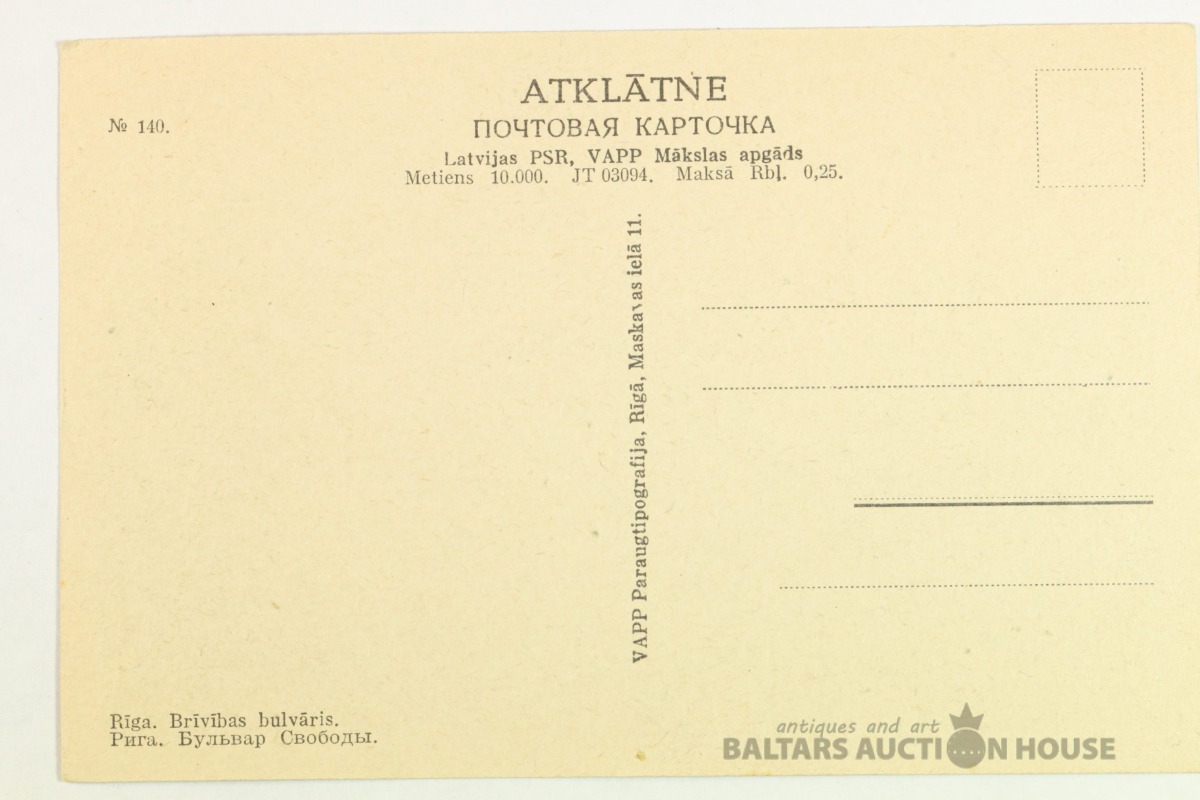 ATKLĀTNE
№ 140.
ПОЧТОВАЯ КАРТОЧКА
Latvijas PSR, VAPP Mākslas apgāds
Metiens 10.000. JT 03094. Maksā Rbļ. 0,25.
VAPP Paraugtipografija, Rīgā, Maskavas ielā 11.
Rīga. Brīvības bulvāris.
Рига. Бульвар Свободы.
antiques and art
BALTARS AUCTION HOUSE